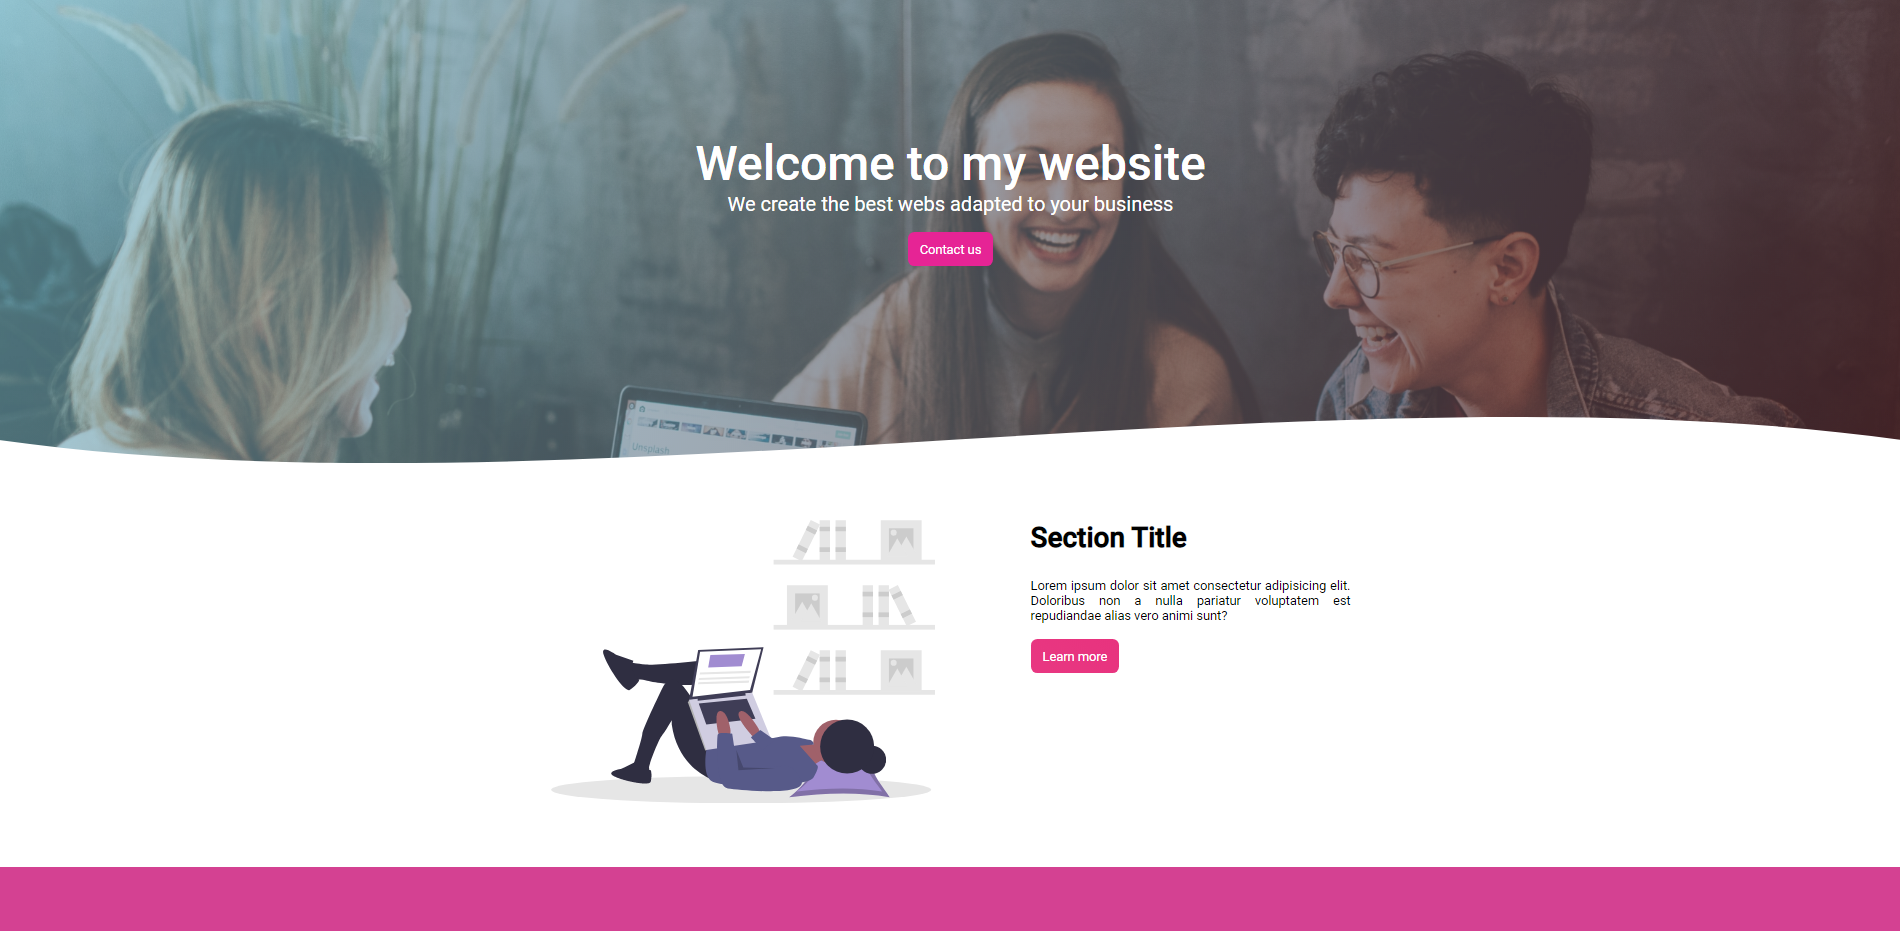 Welcome to my website
We create the best webs adapted to your business
Contact us
Unsplash
Section Title
Lorem ipsum dolor sit amet consectetur adipisicing elit.
Doloribus non a nulla pariatur voluptatem est
repudiandae alias vero animi sunt?
Learn more